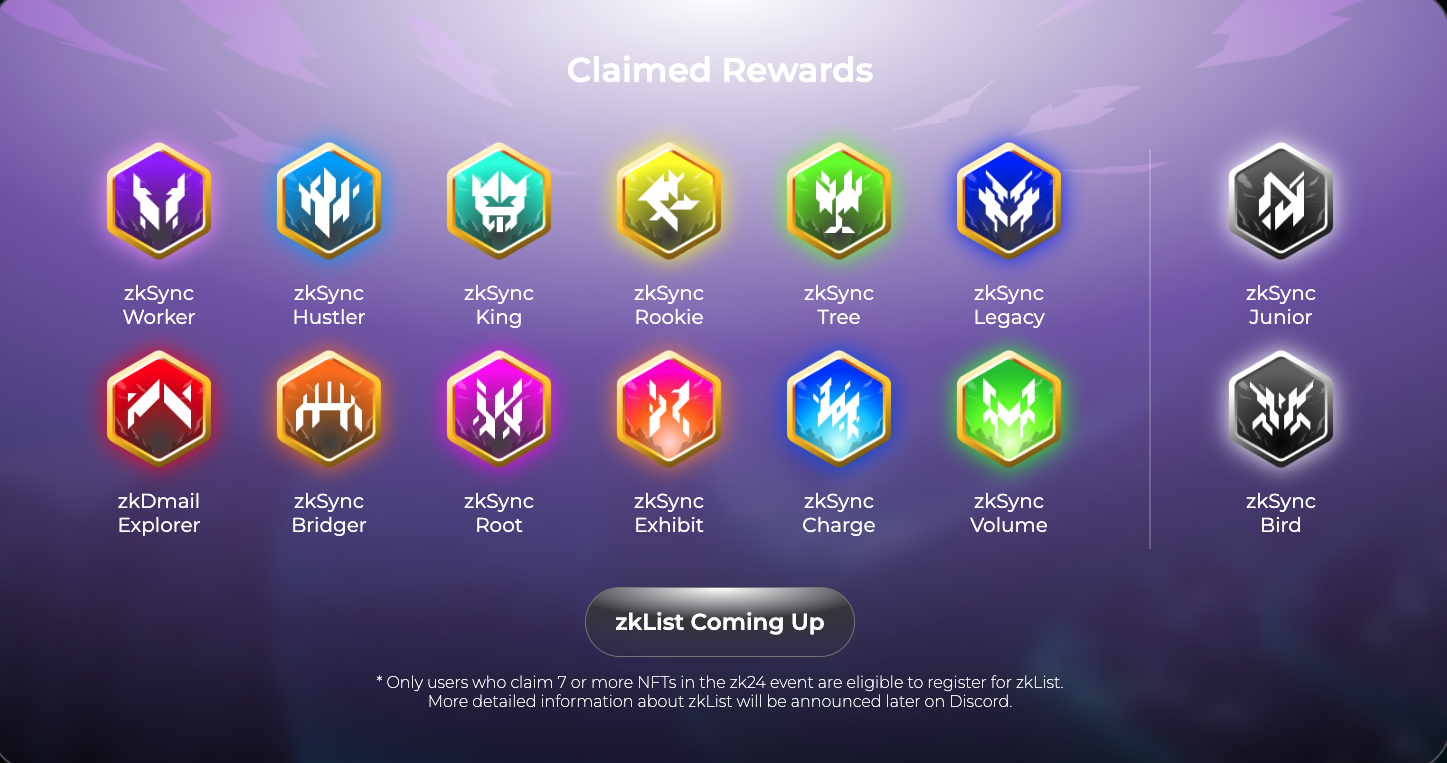 Claimed Rewards
zkSync
Worker
zkSync
Hustler
zkSync
King
zkSync
Rookie
zkSync
Tree
zkSync
Legacy
zkSync
Junior
zkDmail
Explorer
zkSync
Bridger
zkSync
Root
zkSync
Exhibit
zkSync
Charge
zkSync
Volume
zkSync
Bird
zkList Coming Up
* Only users who claim 7 or more NFTs in the zk24 event are eligible to register for zkList.
More detailed information about zkList will be announced later on Discord.